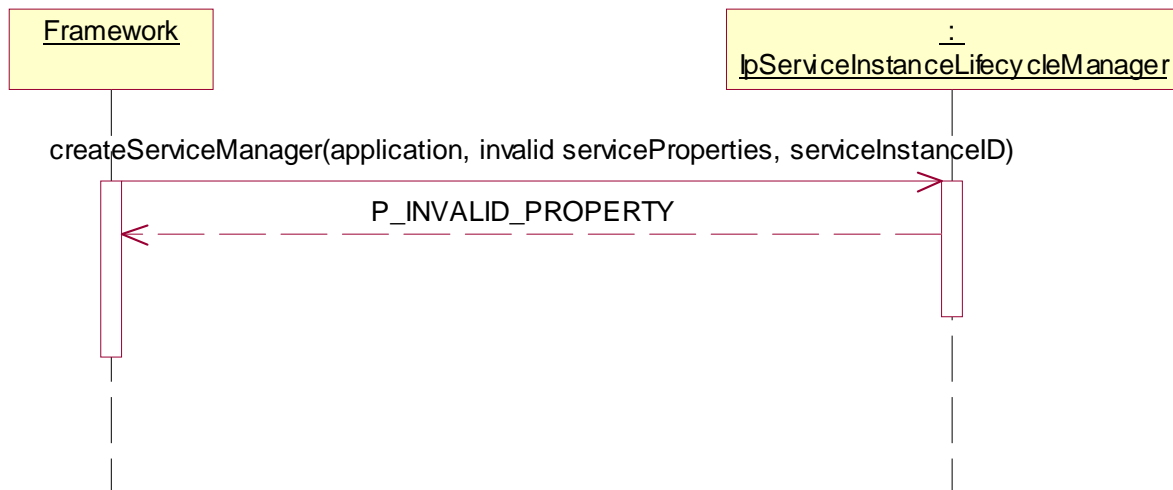 Framework
:
IpServiceInstanceLifecycleManager
createServiceManager(application, invalid serviceProperties, serviceInstanceID)
P_INVALID_PROPERTY